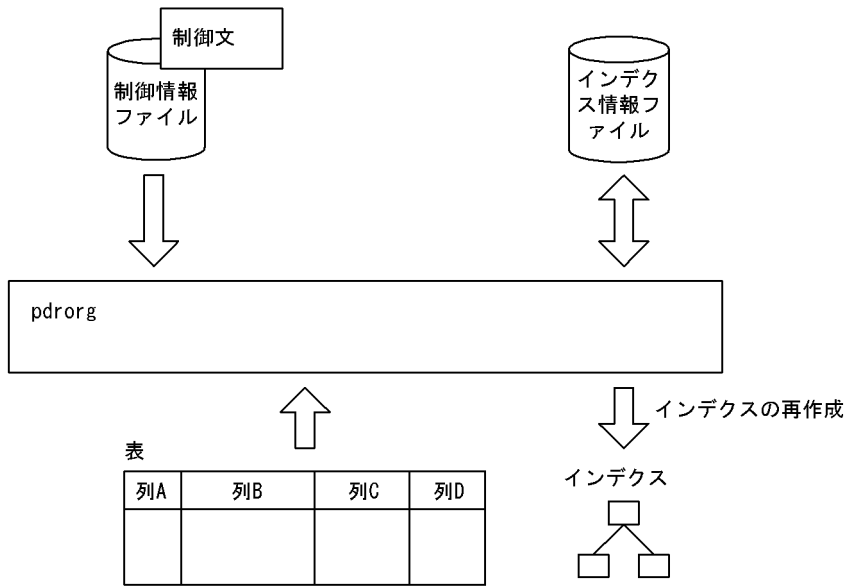 制御文
制御情報
ファイル
インデク
ス情報フ
ァイル
pdrorg
インデクスの再作成
表
列A 列B 列C 列D
インデクス